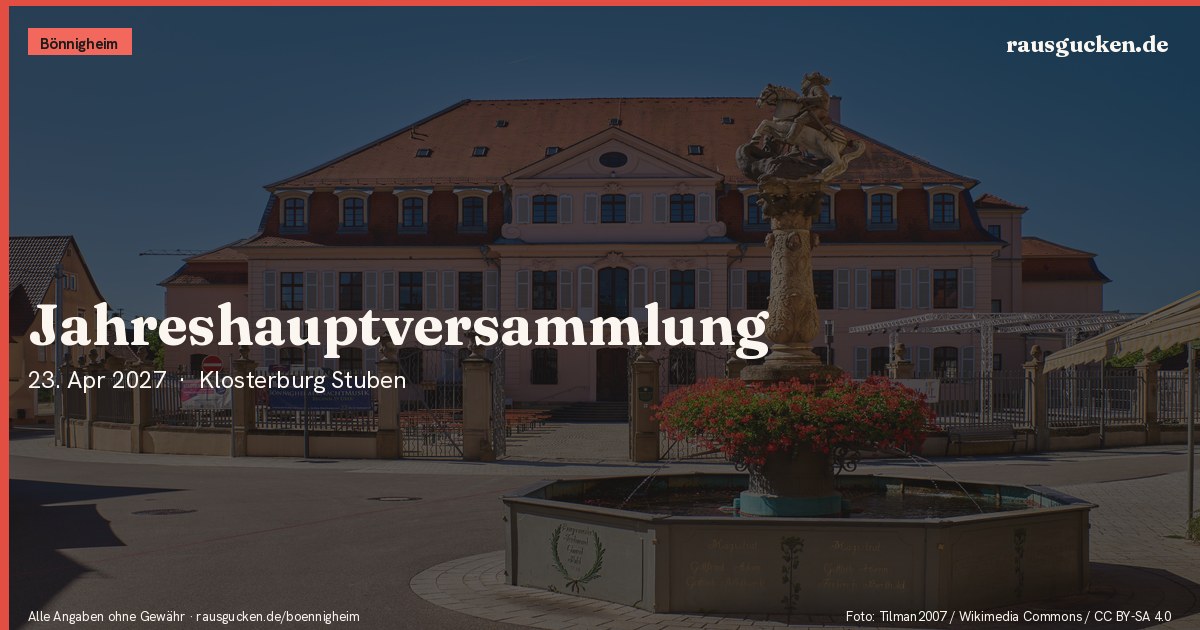 Bönnigheim
rausgucken.de
Jahreshauptversammlung
23. Apr 2027 · Klosterburg Stuben
Alle Angaben ohne Gewähr · rausgucken.de/boennigheim
Foto: Tilman2007 / Wikimedia Commons / CC BY-SA 4.0